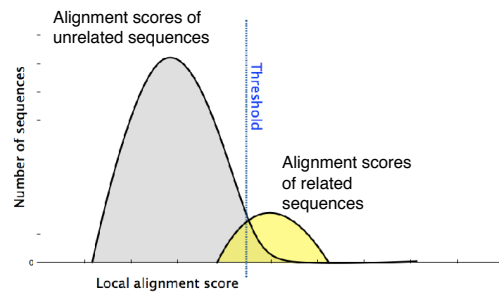 Alignment scores of
unrelated sequences
Threshold
Number of sequences
Alignment scores
of related
sequences
0
Local alignment score